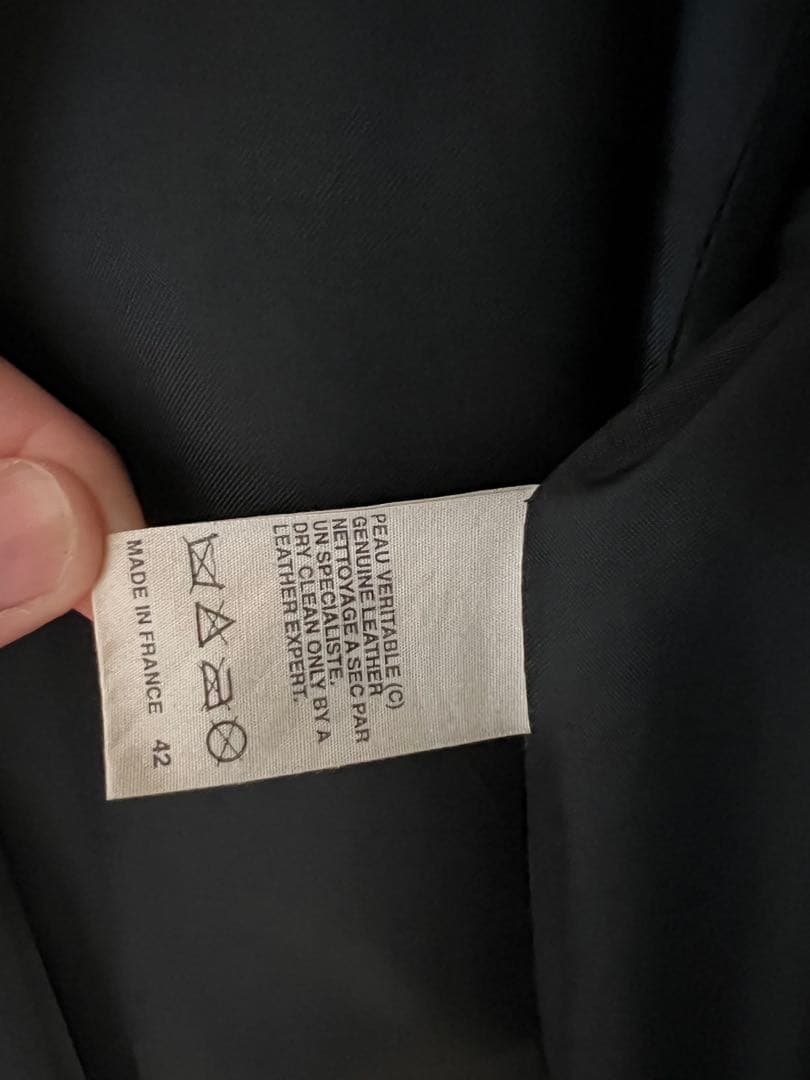 PEAU VERITABLE (C)
GENUINE LEATHER
NETTOYAGE A SEC PAR
UN SPECIALISTE,
DRY CLEAN ONLY BY A
LEATHER EXPERT.
MADE IN FRANCE 42